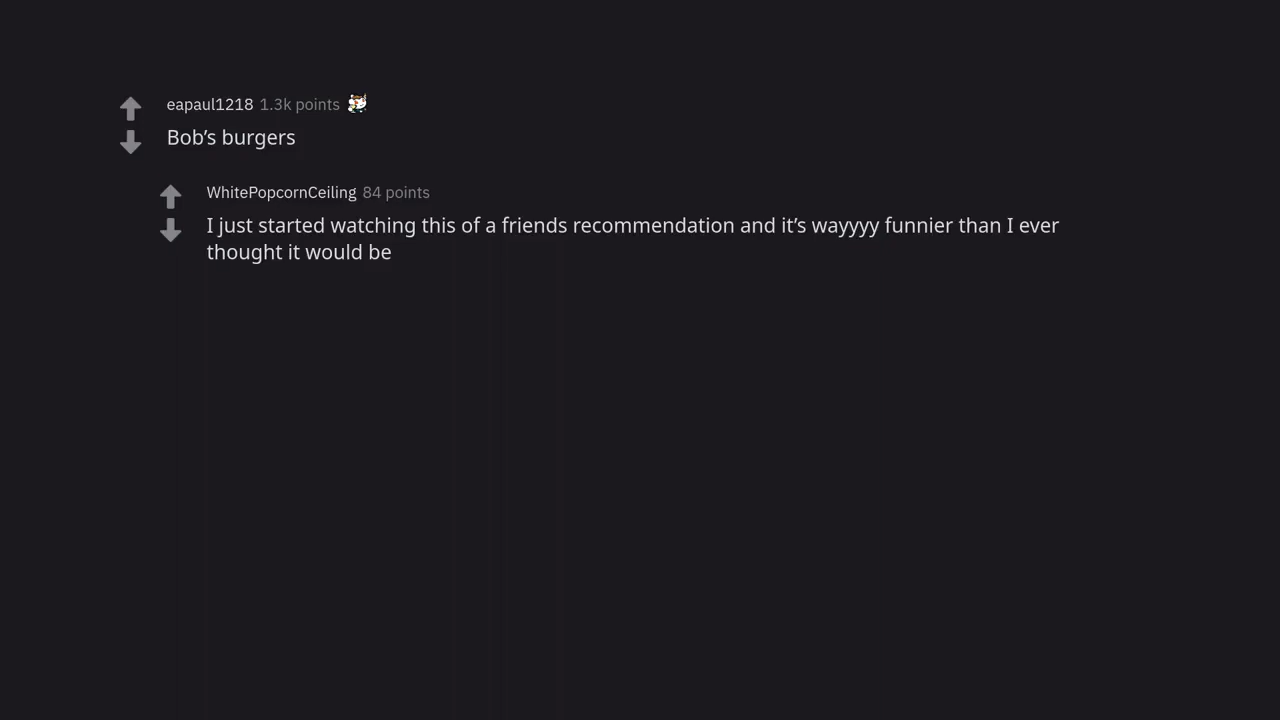 eapaul1218 1.3k points
Bob’s burgers
WhitePopcornCeiling 84 points
I just started watching this of a friends recommendation and it’s wayyyy funnier than I ever
thought it would be